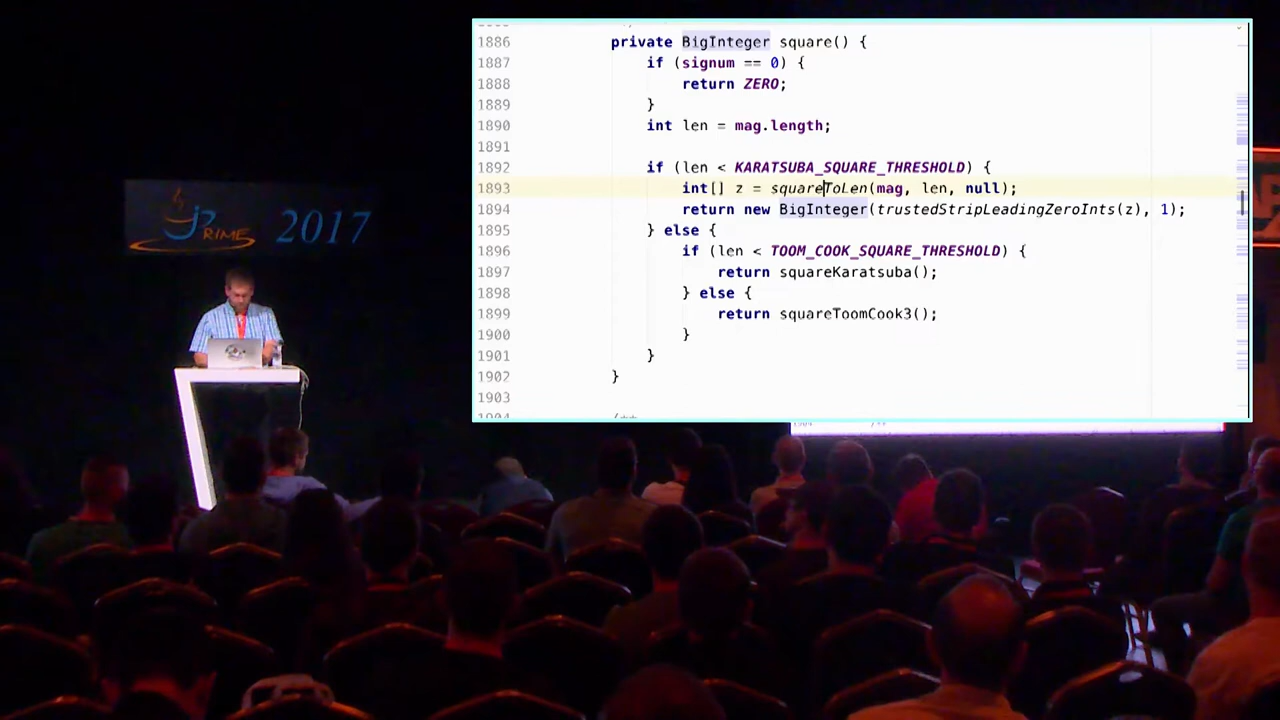 1886 private BigInteger square() {
1887 if (signum == 0) {
1888 return ZERO;
1889 }
1890 int len = mag.length;
1891
1892 if (len < KARATSUBA_SQUARE_THRESHOLD) {
1893 int[] z = squareToLen(mag, len, null);
1894 return new BigInteger(trustedStripLeadingZeroInts(z), 1);
1895 } else {
1896 if (len < TOOM_COOK_SQUARE_THRESHOLD) {
1897 return squareKaratsuba();
1898 } else {
1899 return squareToomCook3();
1900 }
1901 }
1902 }
1903
1904 /**
jPRIME 2017